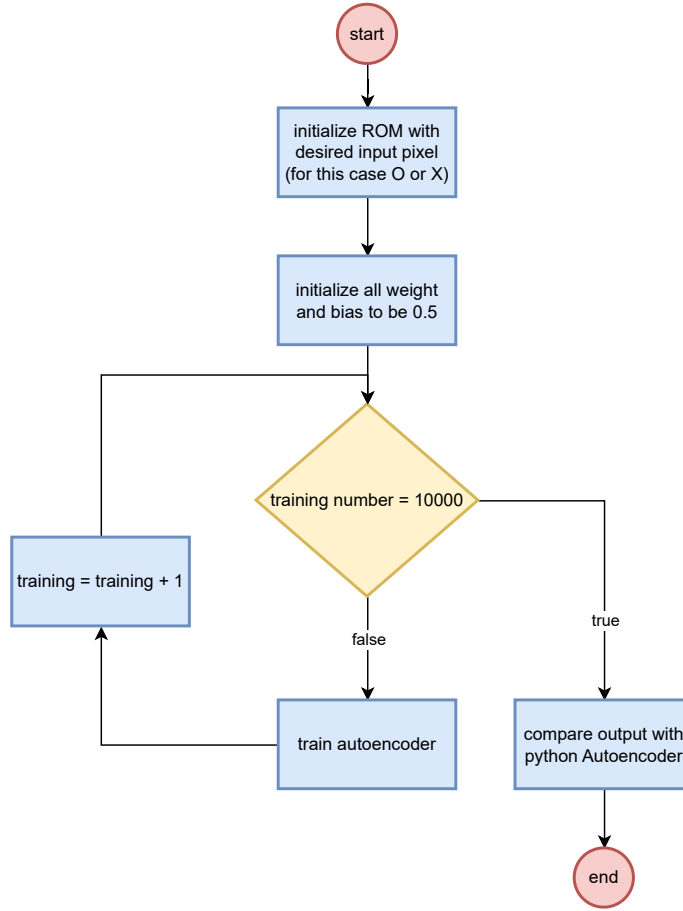 start
initialize ROM with
desired input pixel
(for this case O or X)
initialize all weight
and bias to be 0.5
training number = 10000
training = training + 1
false
true
train autoencoder
compare output with
python Autoencoder
end